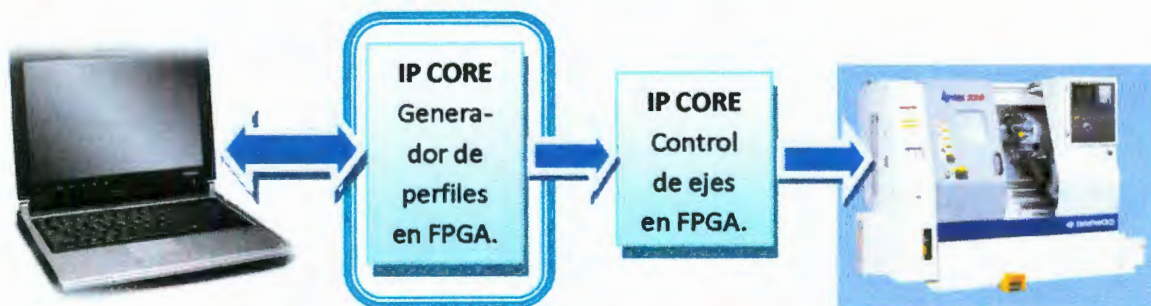 IP CORE
Genera-
dor de
perfiles
en FPGA.
IP CORE
Control
de ejes
en FPGA.